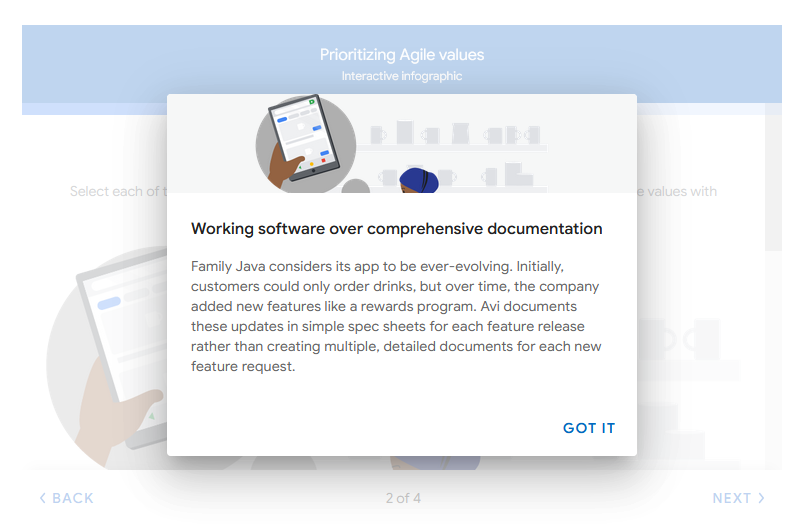 Prioritizing Agile values
Interactive infographic
Select each of t
e values with
Working software over comprehensive documentation
Family Java considers its app to be ever-evolving. Initially,
customers could only order drinks, but over time, the company
added new features like a rewards program. Avi documents
these updates in simple spec sheets for each feature release
rather than creating multiple, detailed documents for each new
feature request.
GOT IT
BACK
2 of 4
NEXT